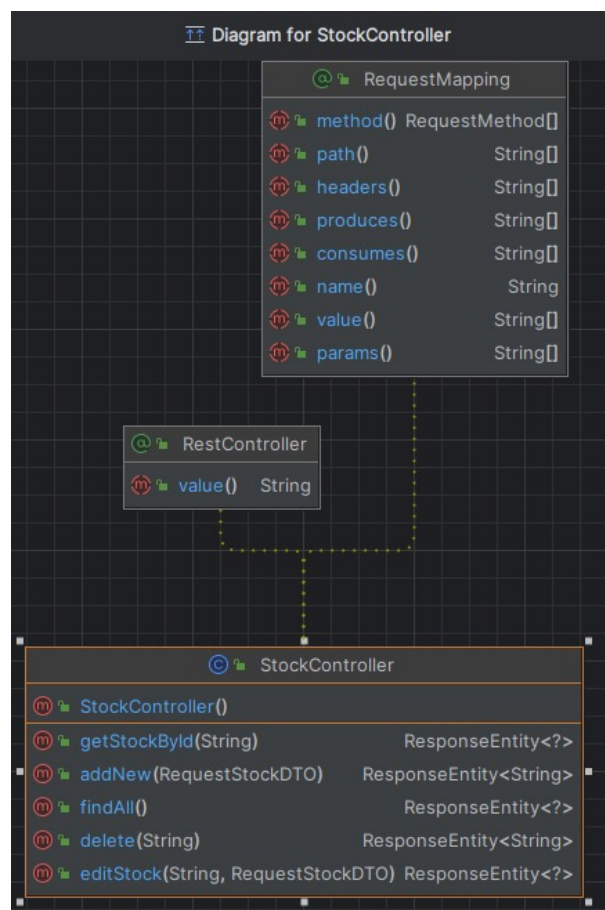 Diagram for StockController
RequestMapping
method() RequestMethod[]
path() String[]
headers() String[]
produces() String[]
consumes() String[]
name() String
value() String[]
params() String[]
RestController
value() String
StockController
StockController()
getStockById(String) ResponseEntity<?>
addNew(RequestStockDTO) ResponseEntity<String>
findAll() ResponseEntity<?>
delete(String) ResponseEntity<String>
editStock(String, RequestStockDTO) ResponseEntity<?>